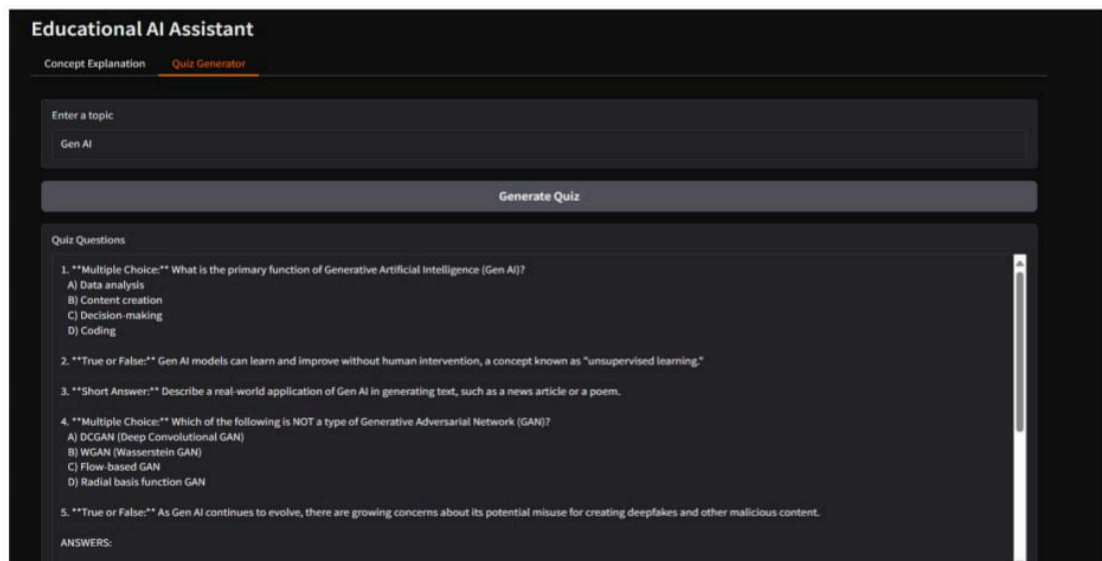 Educational AI Assistant
Concept Explanation
Quiz Generator
Enter a topic
Gen AI
Generate Quiz
Quiz Questions
1. **Multiple Choice:** What is the primary function of Generative Artificial Intelligence (Gen AI)?
A) Data analysis
B) Content creation
C) Decision-making
D) Coding
2. **True or False:** Gen AI models can learn and improve without human intervention, a concept known as "unsupervised learning."
3. **Short Answer:** Describe a real-world application of Gen AI in generating text, such as a news article or a poem.
4. **Multiple Choice:** Which of the following is NOT a type of Generative Adversarial Network (GAN)?
A) DCGAN (Deep Convolutional GAN)
B) WGAN (Wasserstein GAN)
C) Flow-based GAN
D) Radial basis function GAN
5. **True or False:** As Gen AI continues to evolve, there are growing concerns about its potential misuse for creating deepfakes and other malicious content.
ANSWERS: